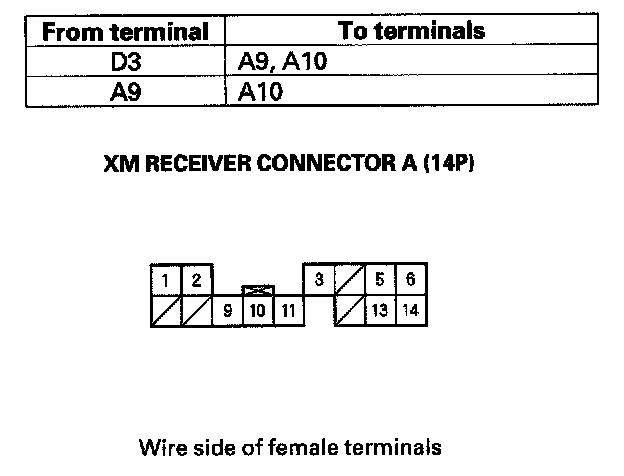 From terminal To terminals
D3 A9, A10
A9 A10
XM RECEIVER CONNECTOR A (14P)
1 2 3 5 6
9 10 11 13 14
Wire side of female terminals